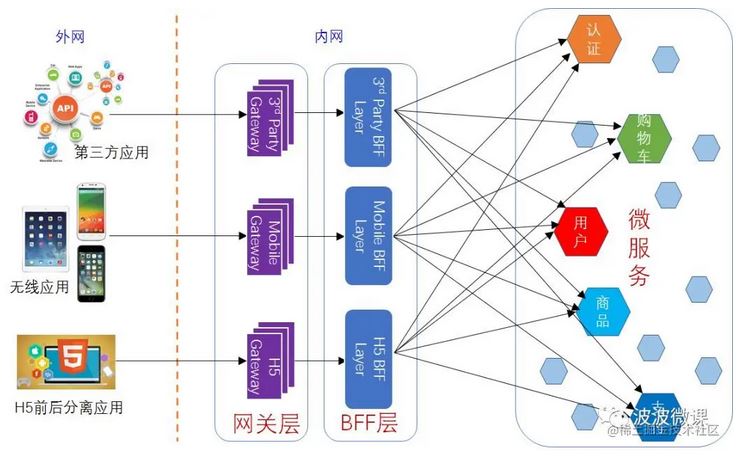 外网
内网
API
第三方应用
无线应用
5
H5前后分离应用
3rd Party
Gateway
Mobile
Gateway
H5
Gateway
网关层
3rd Party BFF
Layer
Mobile BFF
Layer
H5 BFF
Layer
BFF层
认
证
购
物
车
用
户
商
品
微
服
务
波波微课
@稀土掘金技术社区